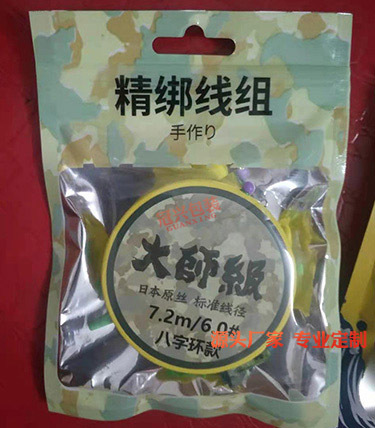 精绑线组
手作り
大師級
日本原丝 标准线径
7.2m/6.0#
八字环款
源头厂家 专业定制